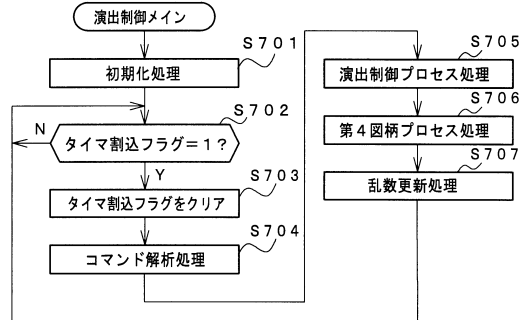 演出制御メイン
S701
初期化処理
S702
N
タイマ割込フラグ=1?
Y
S703
タイマ割込フラグをクリア
S704
コマンド解析処理
S705
演出制御プロセス処理
S706
第4図柄プロセス処理
S707
乱数更新処理